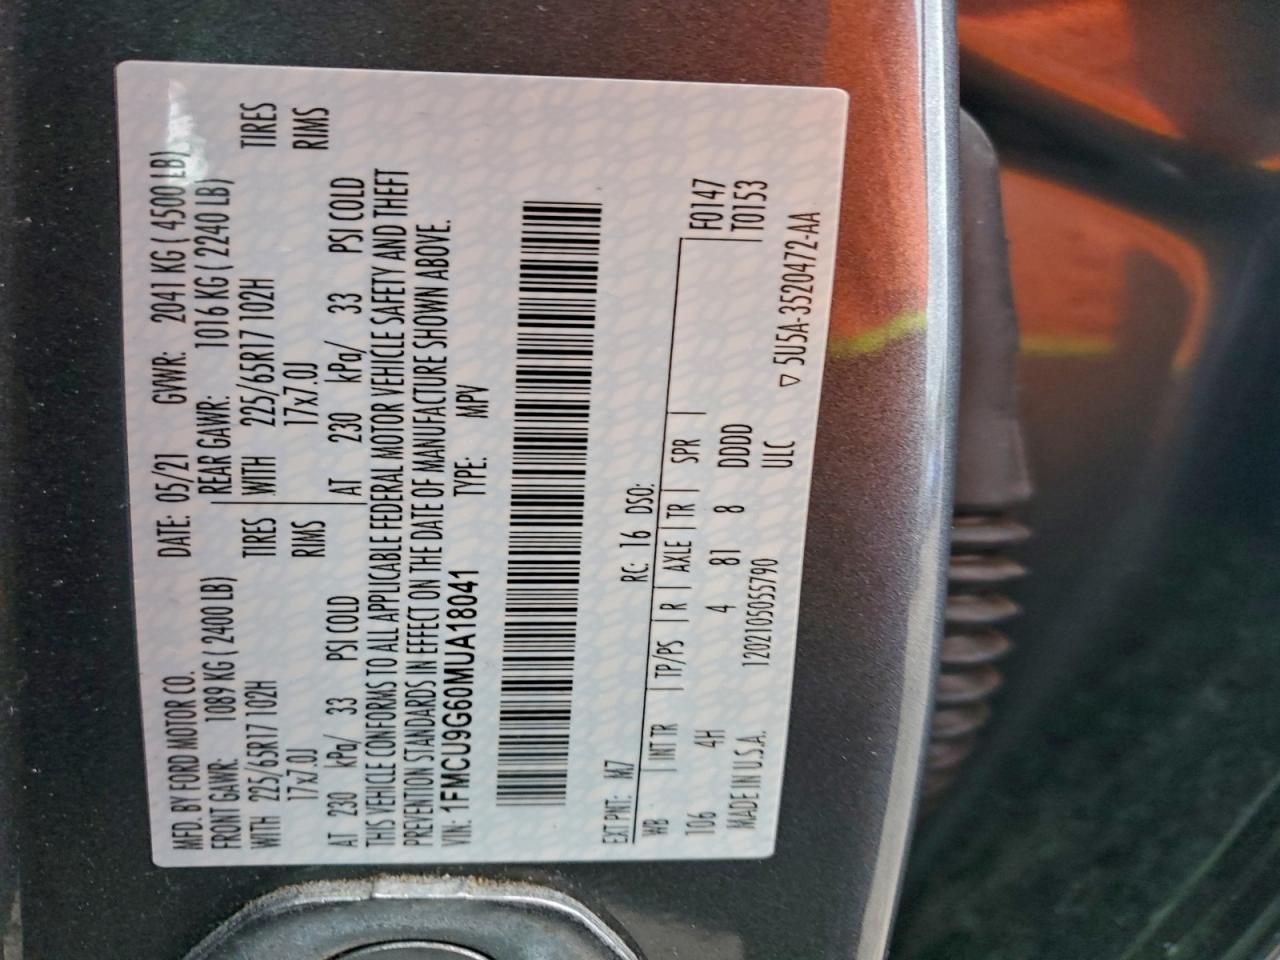 MFD. BY FORD MOTOR CO. DATE: 05/21 GVWR: 2041 KG ( 4500 LB)
FRONT GAWR: 1089 KG ( 2400 LB) REAR GAWR: 1016 KG ( 2240 LB)
WITH 225/65R17 102H TIRES WITH 225/65R17 102H TIRES
17x7.0J RIMS 17x7.0J RIMS
AT 230 kPa/ 33 PSI COLD AT 230 kPa/ 33 PSI COLD
THIS VEHICLE CONFORMS TO ALL APPLICABLE FEDERAL MOTOR VEHICLE SAFETY AND THEFT
PREVENTION STANDARDS IN EFFECT ON THE DATE OF MANUFACTURE SHOWN ABOVE.
VIN: 1FMCU9G60MUA18041 TYPE: MPV
EXT PNT: M7 RC: 16 DSO:
WB INT TR TP/PS R AXLE TR SPR F0147
106 4H 4 81 8 DDDD T0153
MADE IN U.S.A. 120210505S790 ULC
▽ 5U5A-3520472-AA